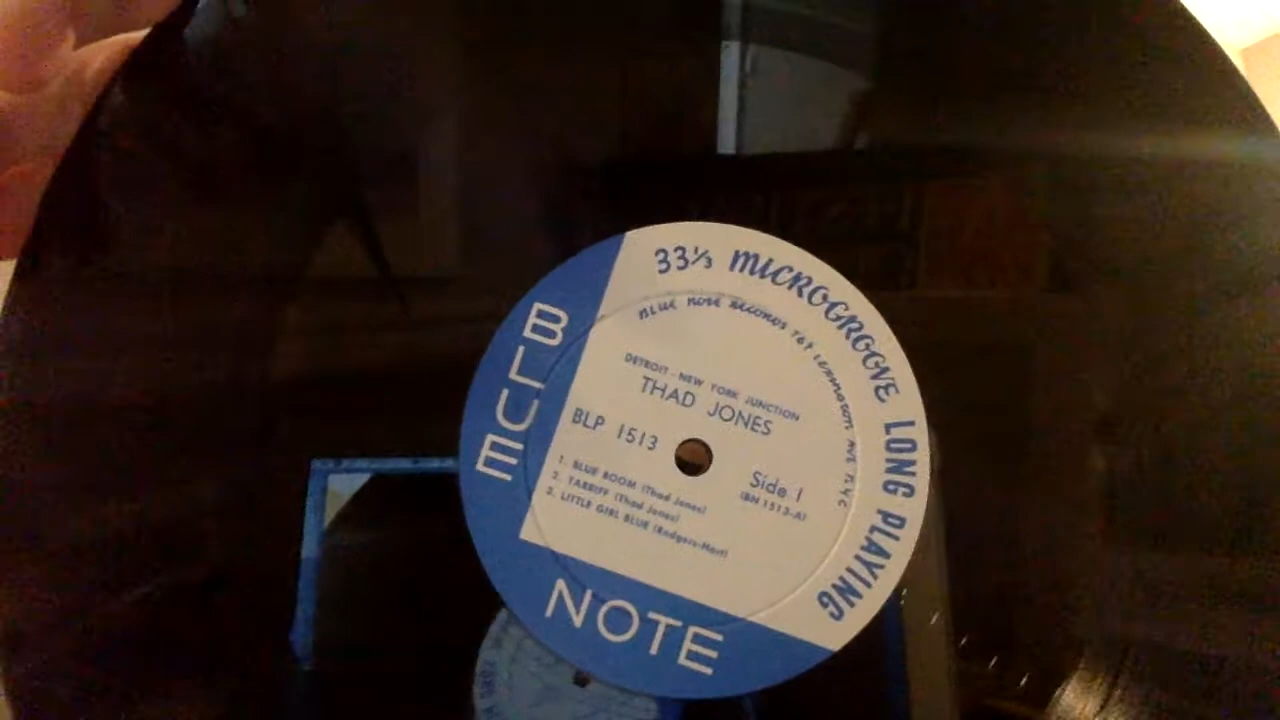 33⅓ MICROGROOVE LONG PLAYING
BLUE NOTE RECORDS 767 LEXINGTON AVE N.Y.C
DETROIT - NEW YORK JUNCTION
THAD JONES
BLP 1513
Side 1
(BN 1513-A)
1. BLUE ROOM (Thad Jones)
2. TARRIFF (Thad Jones)
3. LITTLE GIRL BLUE (Rodgers-Hart)
BLUE
NOTE